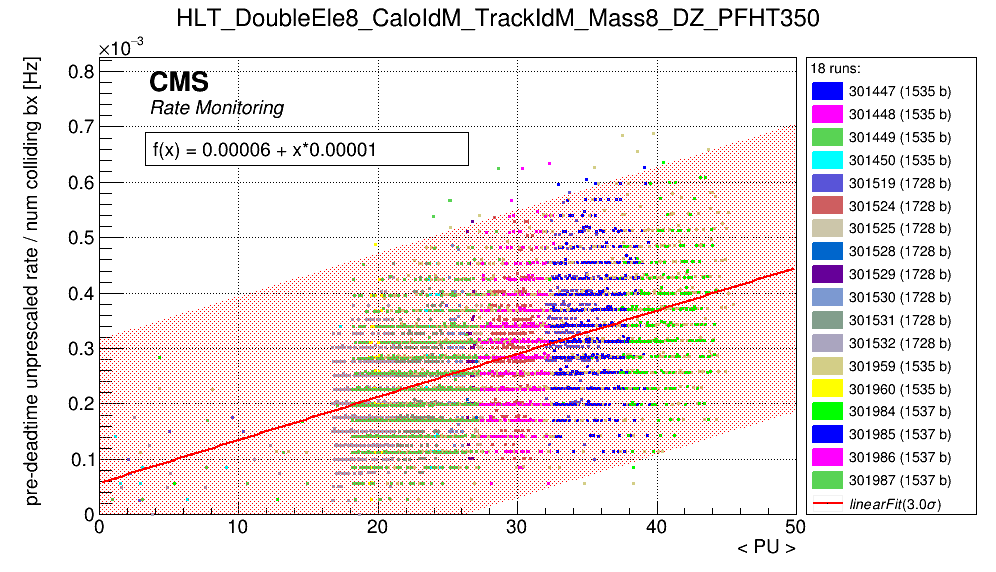 HLT_DoubleEle8_CaloIdM_TrackIdM_Mass8_DZ_PFHT350
×10⁻³
pre-deadtime unprescaled rate / num colliding bx [Hz]
0.8
0.7
0.6
0.5
0.4
0.3
0.2
0.1
0
CMS
Rate Monitoring
f(x) = 0.00006 + x*0.00001
0 10 20 30 40 50
< PU >
18 runs:
301447 (1535 b)
301448 (1535 b)
301449 (1535 b)
301450 (1535 b)
301519 (1728 b)
301524 (1728 b)
301525 (1728 b)
301528 (1728 b)
301529 (1728 b)
301530 (1728 b)
301531 (1728 b)
301532 (1728 b)
301959 (1535 b)
301960 (1535 b)
301984 (1537 b)
301985 (1537 b)
301986 (1537 b)
301987 (1537 b)
linearFit(3.0σ)